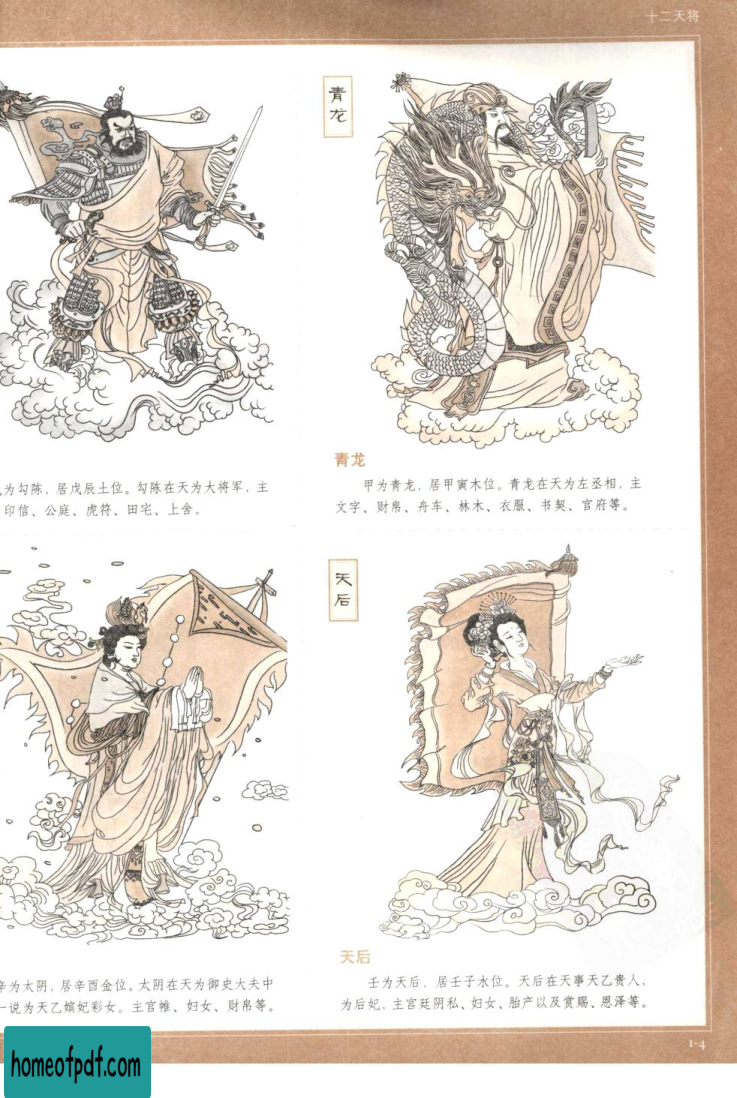 十二天将
青龙
为勾陈，居戊辰土位。勾陈在天为大将军，主
印信、公庭、虎符、田宅、上舍。
青龙
甲为青龙，居甲寅木位。青龙在天为左丞相，主
文字、财帛、舟车、林木、衣服、书契、官府等。
天后
辛为太阴，居辛酉金位。太阴在天为御史大夫中
一说为天乙嫔妃彩女。主官帷、妇女、财帛等。
天后
壬为天后，居壬子水位。天后在天事天乙贵人，
为后妃，主宫廷阴私、妇女、胎产以及赏赐、恩泽等。
1-4
homeofpdf.com